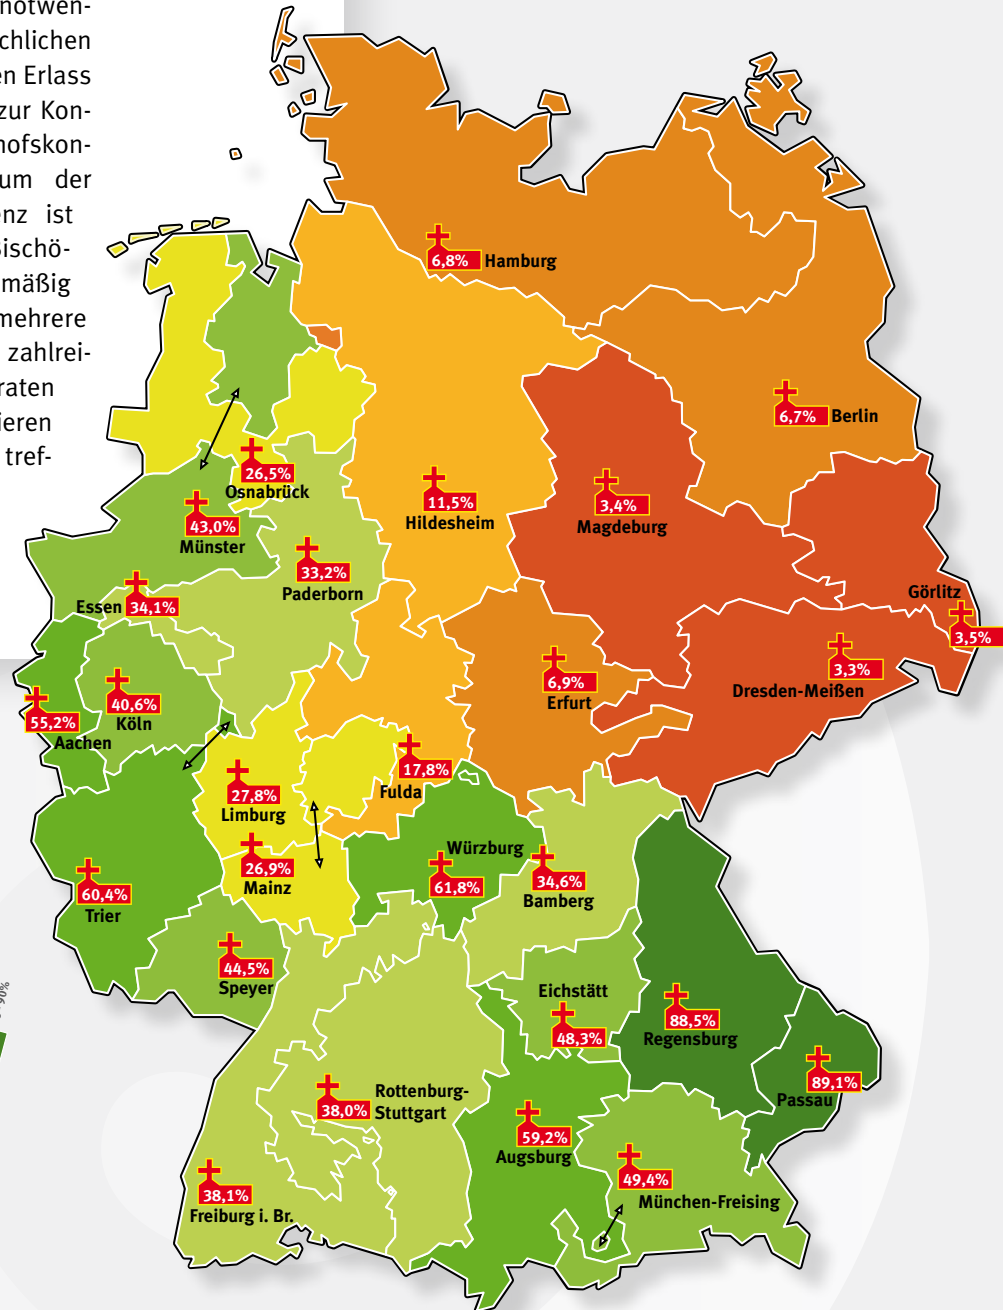 notwen-
chlichen
en Erlass
zur Kon-
hofskon-
um der
enz ist
Bischö-
mäßig
mehrere
zahlrei-
raten
ieren
tref-
6,8% Hamburg
6,7% Berlin
26,5%
Osnabrück
11,5%
Hildesheim
3,4%
Magdeburg
43,0%
Münster
33,2%
Paderborn
Essen 34,1%
Görlitz
3,5%
3,3%
Dresden-Meißen
6,9%
Erfurt
40,6%
Köln
55,2%
Aachen
17,8%
Fulda
27,8%
Limburg
26,9%
Mainz
Würzburg
61,8%
34,6%
Bamberg
60,4%
Trier
44,5%
Speyer
Eichstätt
48,3%
88,5%
Regensburg
89,1%
Passau
38,0%
Rottenburg-
Stuttgart
59,2%
Augsburg
49,4%
München-Freising
38,1%
Freiburg i. Br.
90%